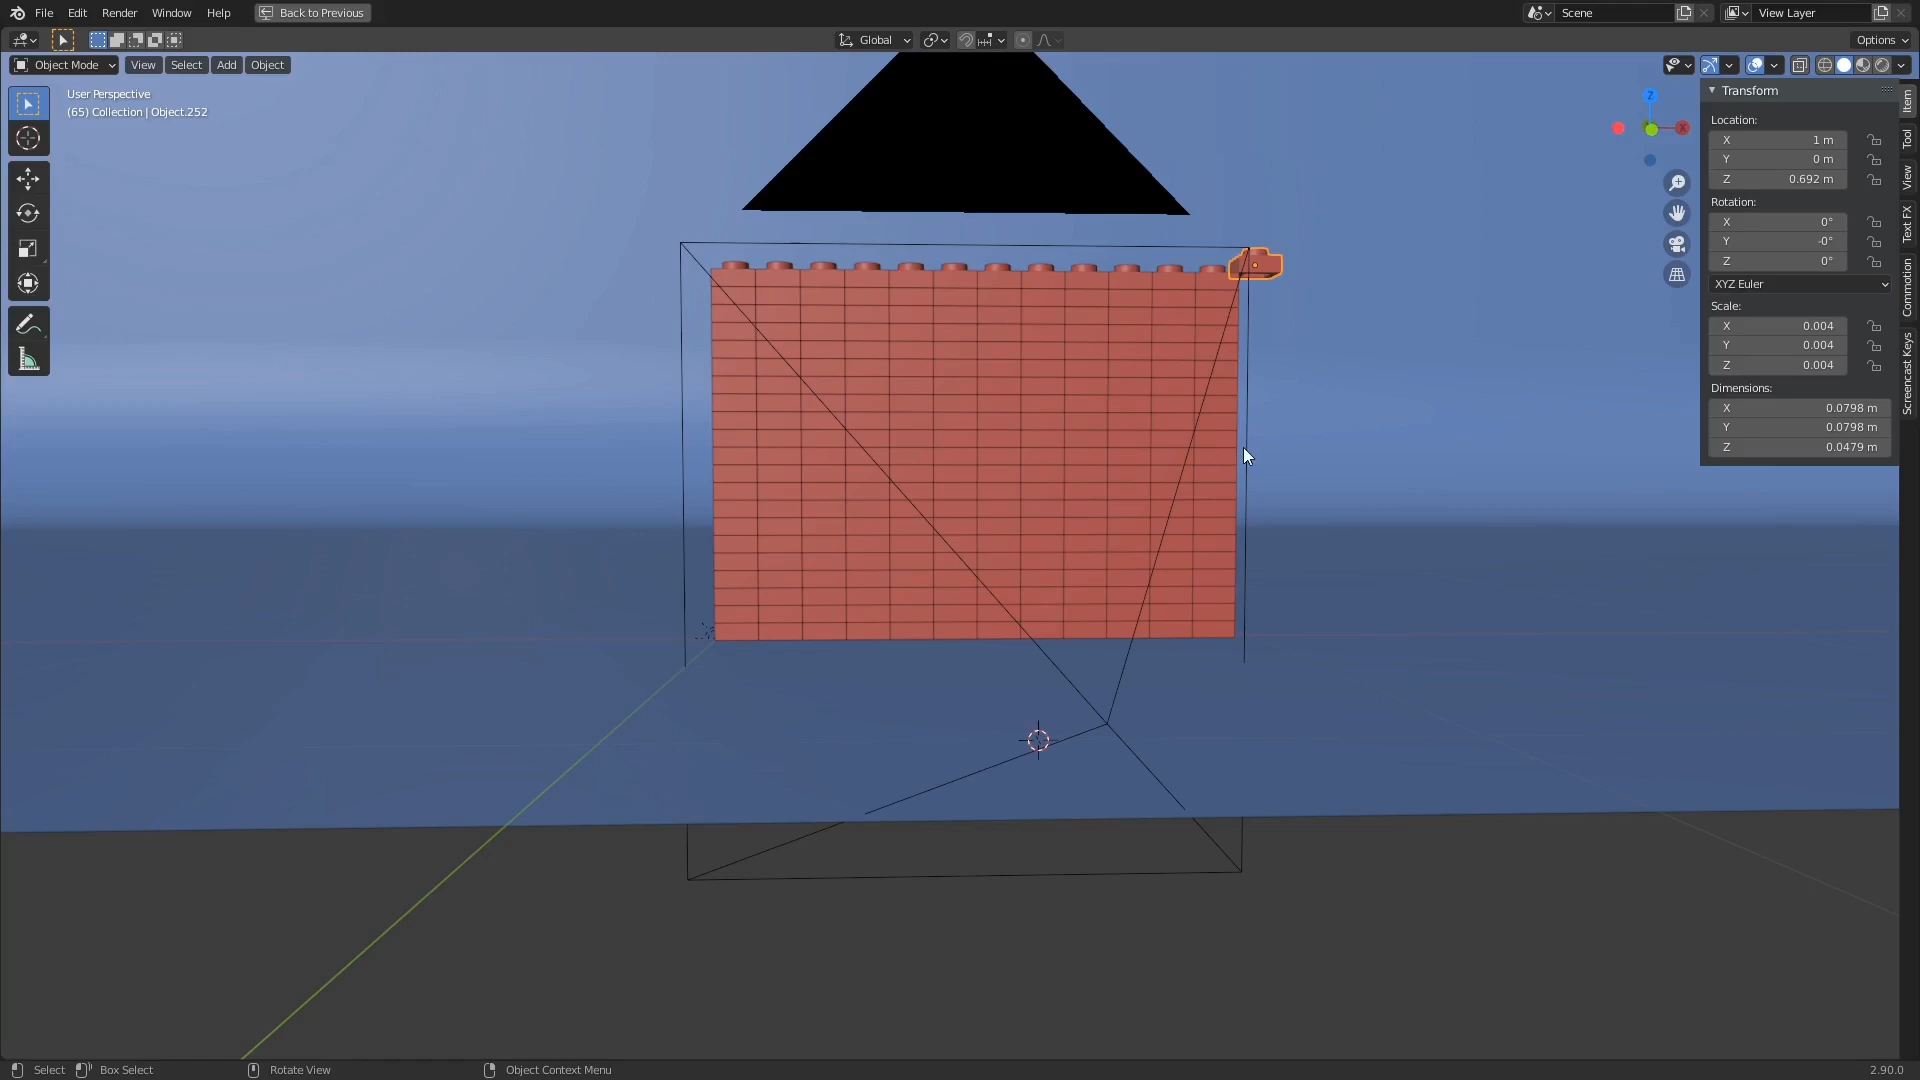 File Edit Render Window Help Back to Previous Scene View Layer
Global Options
Object Mode View Select Add Object
User Perspective
(65) Collection | Object.252
Z
X
Transform
Location:
X 1 m
Y 0 m
Z 0.692 m
Rotation:
X 0°
Y -0°
Z 0°
XYZ Euler
Scale:
X 0.004
Y 0.004
Z 0.004
Dimensions:
X 0.0798 m
Y 0.0798 m
Z 0.0479 m
Item
Tool
View
Text FX
Commotion
Screencast Keys
Select Box Select Rotate View Object Context Menu 2.90.0